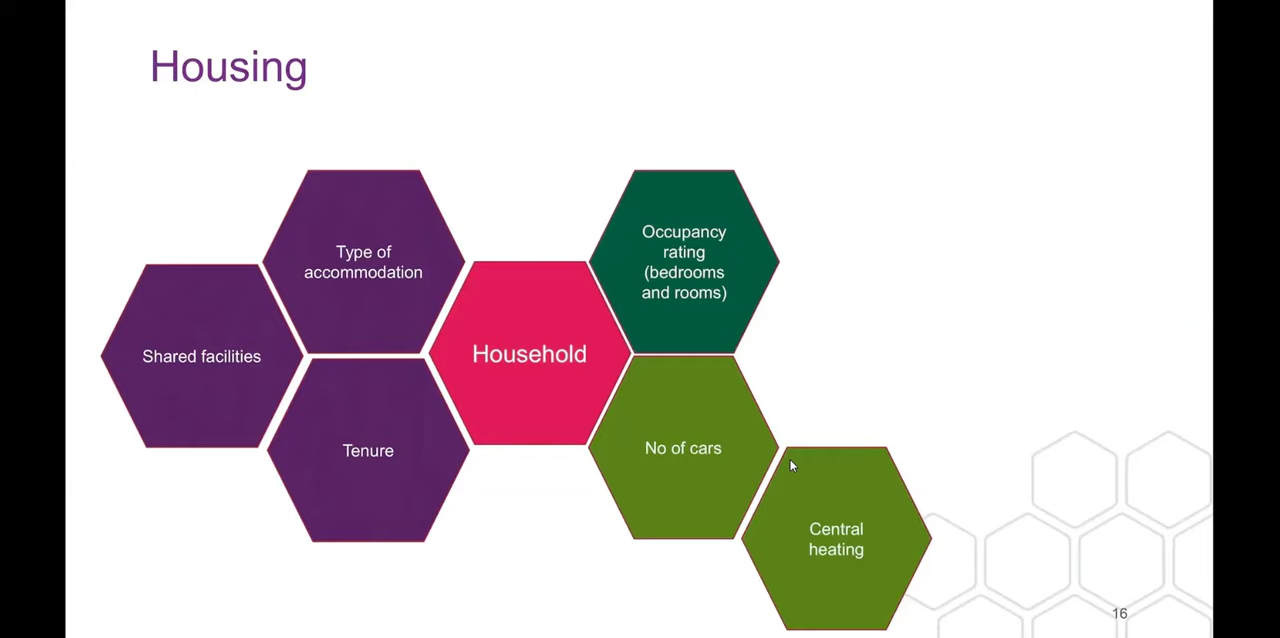 Housing
Type of
accommodation
Occupancy
rating
(bedrooms
and rooms)
Shared facilities
Household
Tenure
No of cars
Central
heating
16